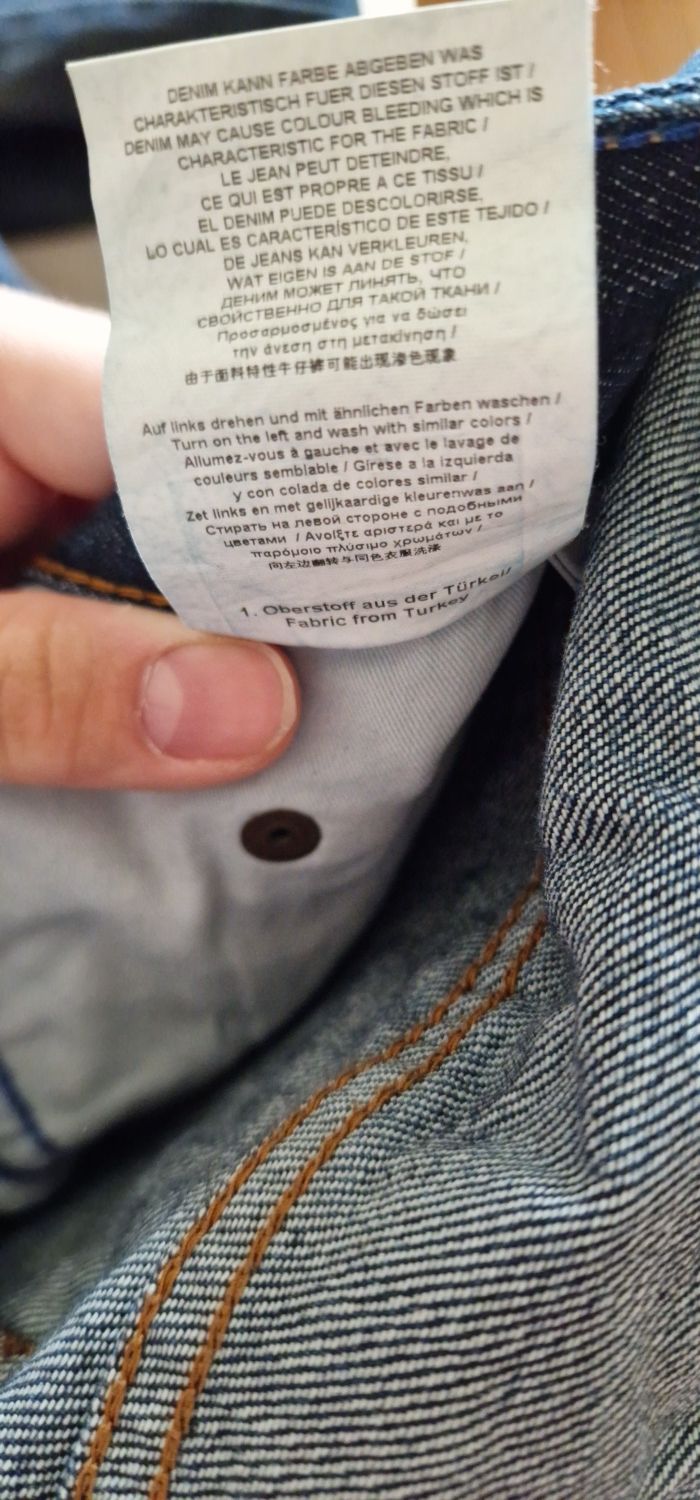 DENIM KANN FARBE ABGEBEN WAS
CHARAKTERISTISCH FUER DIESEN STOFF IST /
DENIM MAY CAUSE COLOUR BLEEDING WHICH IS
CHARACTERISTIC FOR THE FABRIC /
LE JEAN PEUT DETEINDRE,
CE QUI EST PROPRE A CE TISSU /
EL DENIM PUEDE DESCOLORIRSE,
LO CUAL ES CARACTERÍSTICO DE ESTE TEJIDO /
DE JEANS KAN VERKLEUREN,
WAT EIGEN IS AAN DE STOF /
ДЕНИМ МОЖЕТ ЛИНЯТЬ, ЧТО
СВОЙСТВЕННО ДЛЯ ТАКОЙ ТКАНИ /
Προσαρμοσμένος για να δώσει
την άνεση στη μετακίνηση /
由于面料特性牛仔裤可能出现渗色现象
Auf links drehen und mit ähnlichen Farben waschen /
Turn on the left and wash with similar colors /
Allumez-vous à gauche et avec le lavage de
couleurs semblable / Gírese a la izquierda
y con colada de colores similar /
Zet links en met gelijkaardige kleurenwas aan /
Стирать на левой стороне с подобными
цветами / Ανοίξτε αριστερά και με το
παρόμοιο πλύσιμο χρωμάτων /
向左边翻转与同色衣服洗涤
1. Oberstoff aus der Türkei/
Fabric from Turkey